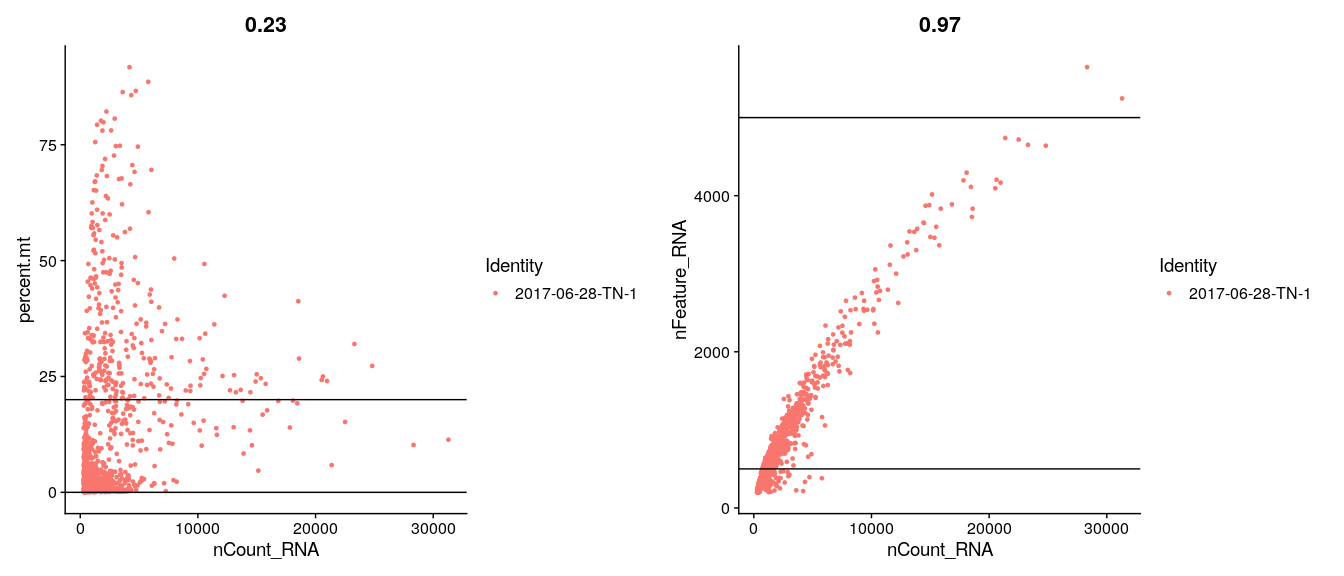 0.23
percent.mt
75
50
25
0
0 10000 20000 30000
nCount_RNA
Identity
2017-06-28-TN-1
0.97
nFeature_RNA
4000
2000
0
0 10000 20000 30000
nCount_RNA
Identity
2017-06-28-TN-1